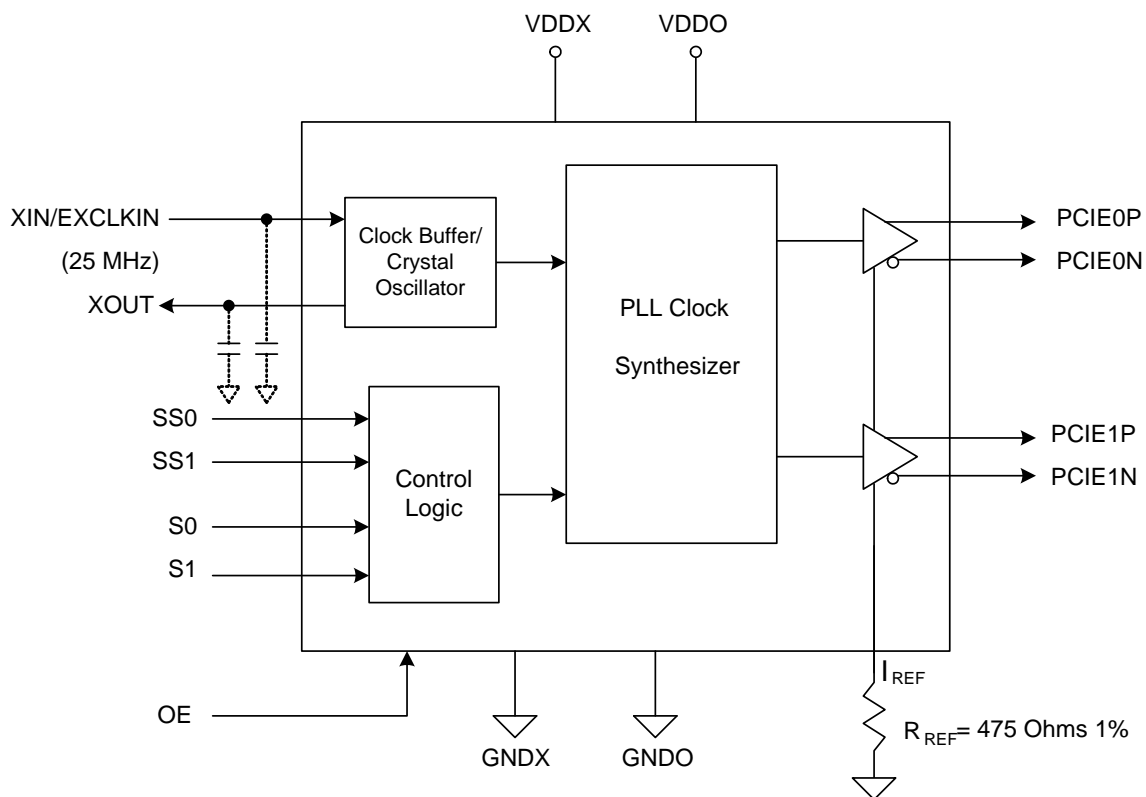 VDDX
VDDO
XIN/EXCLKIN
(25 MHz)
XOUT
Clock Buffer/
Crystal
Oscillator
PLL Clock
Synthesizer
PCIE0P
PCIE0N
SS0
SS1
S0
S1
Control
Logic
PCIE1P
PCIE1N
OE
GNDX
GNDO
IREF
RREF= 475 Ohms 1%